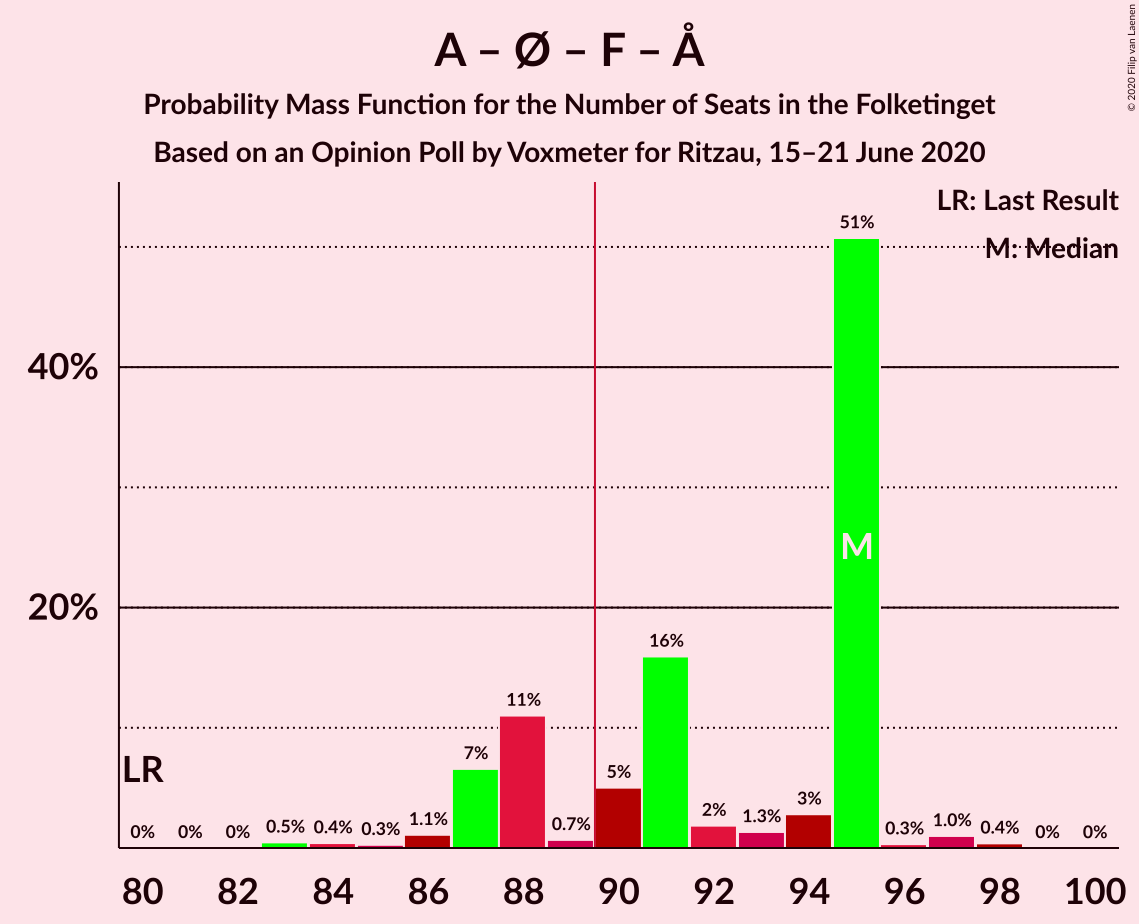 A – Ø – F – Å
Probability Mass Function for the Number of Seats in the Folketinget
Based on an Opinion Poll by Voxmeter for Ritzau, 15–21 June 2020
© 2020 Filip van Laenen
LR: Last Result
M: Median
51%
40%
M
20%
16%
11%
7%
5%
LR
0% 0% 0% 0.5% 0.4% 0.3% 1.1% 0.7% 2% 1.3% 3% 0.3% 1.0% 0.4% 0% 0%
80 82 84 86 88 90 92 94 96 98 100